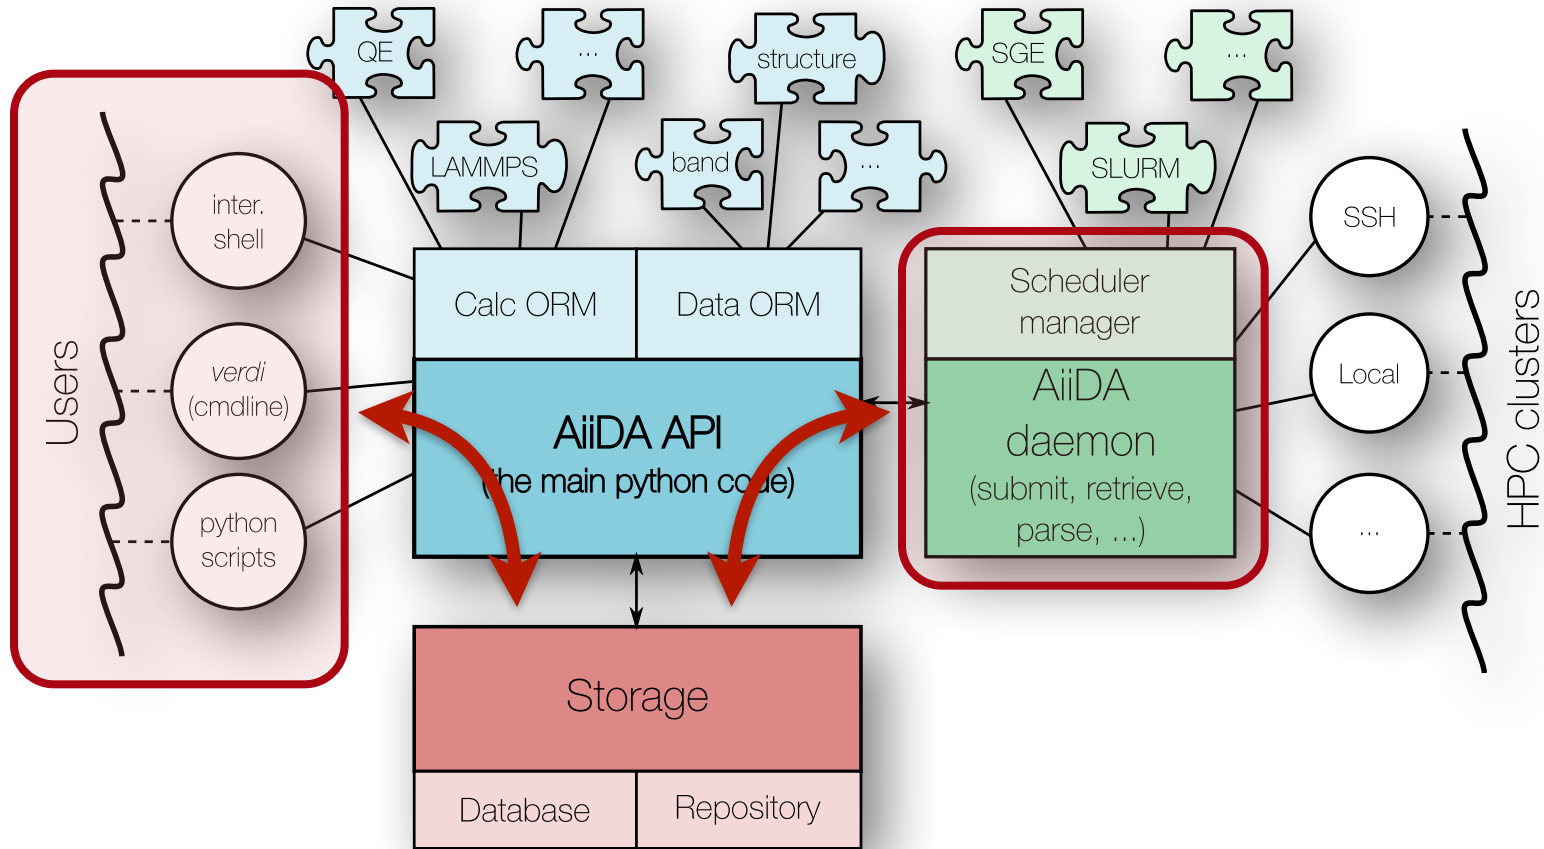 QE
...
structure
SGE
...
LAMMPS
band
...
SLURM
Users
inter.
shell
verdi
(cmdline)
python
scripts
Calc ORM
Data ORM
AiiDA API
(the main python code)
Scheduler
manager
AiiDA
daemon
(submit, retrieve,
parse, ...)
SSH
Local
...
HPC clusters
Storage
Database
Repository